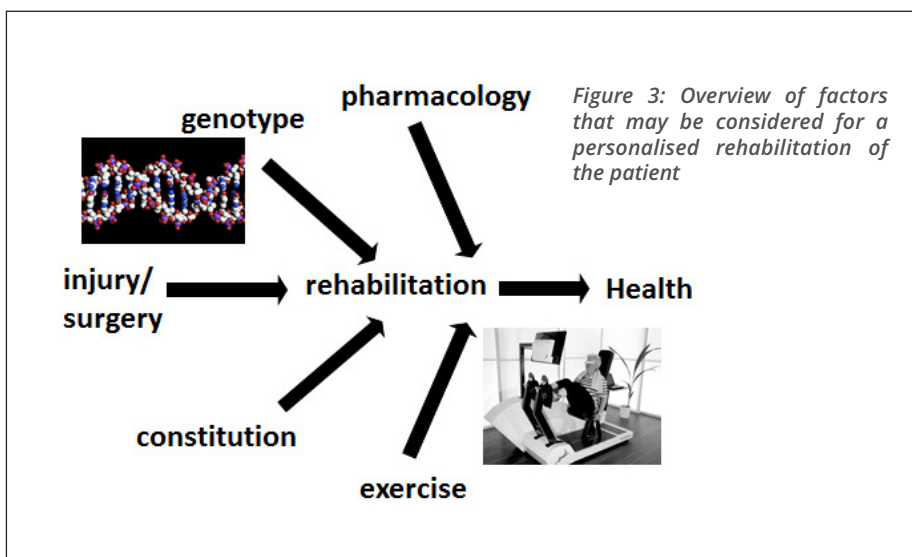 pharmacology
Figure 3: Overview of factors
that may be considered for a
personalised rehabilitation of
the patient
genotype
injury/
surgery
rehabilitation
Health
constitution
exercise